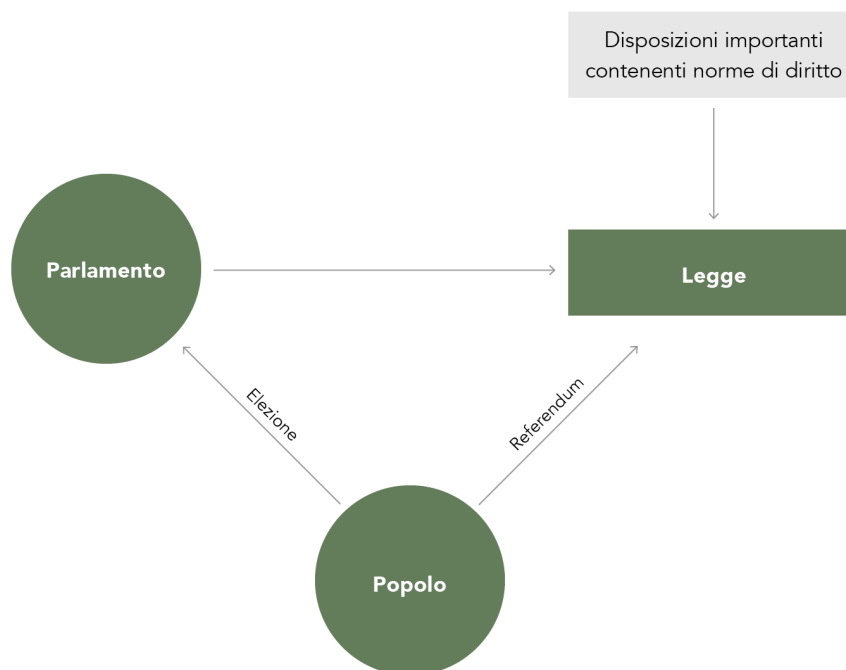 Disposizioni importanti
contenenti norme di diritto
Parlamento
Legge
Elezione
Referendum
Popolo